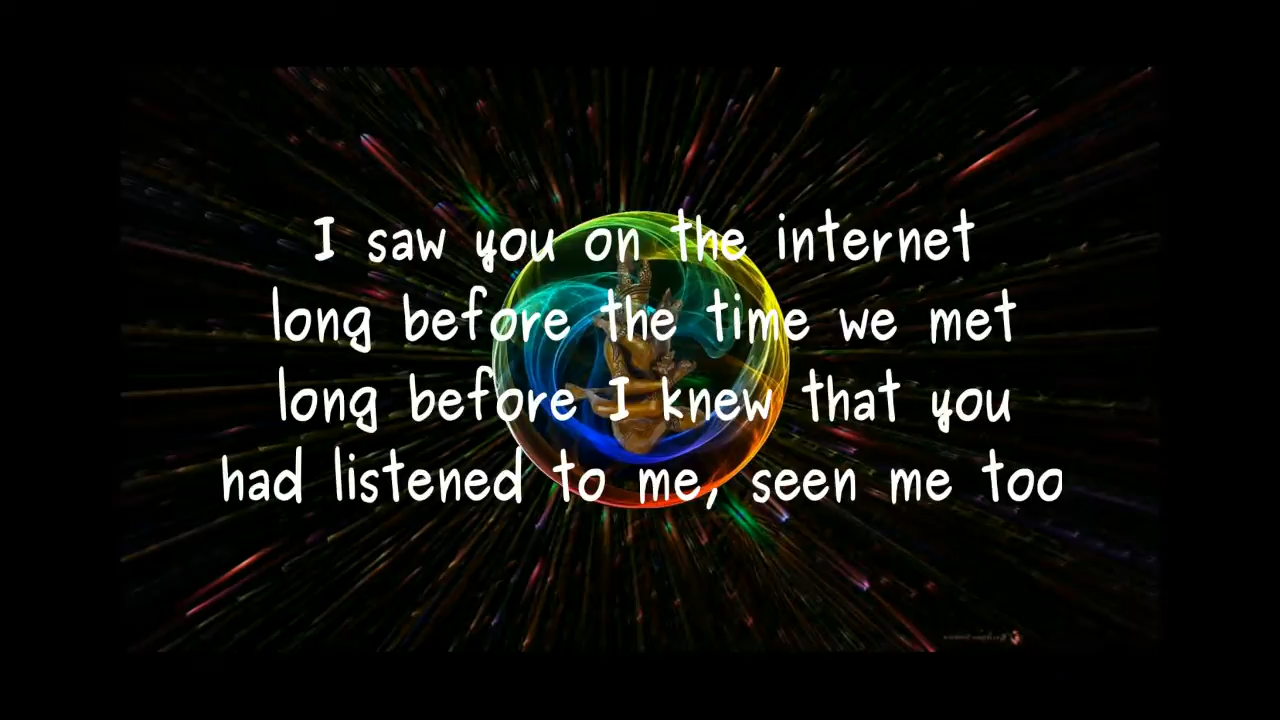 I saw you on the internet
long before the time we met
long before I knew that you
had listened to me, seen me too